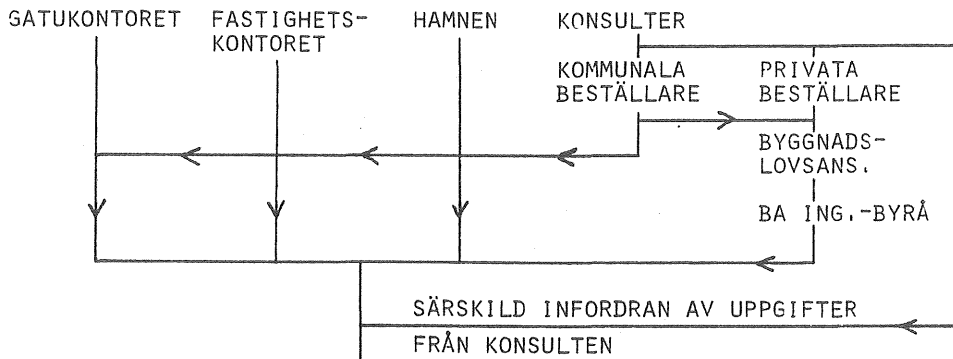 GATUKONTORET
FASTIGHETS-
KONTORET
HAMNEN
KONSULTER
KOMMUNALA
BESTÄLLARE
PRIVATA
BESTÄLLARE
BYGGNADS-
LOVSANS.
BA ING.-BYRÅ
SÄRSKILD INFORDRAN AV UPPGIFTER
FRÅN KONSULTEN